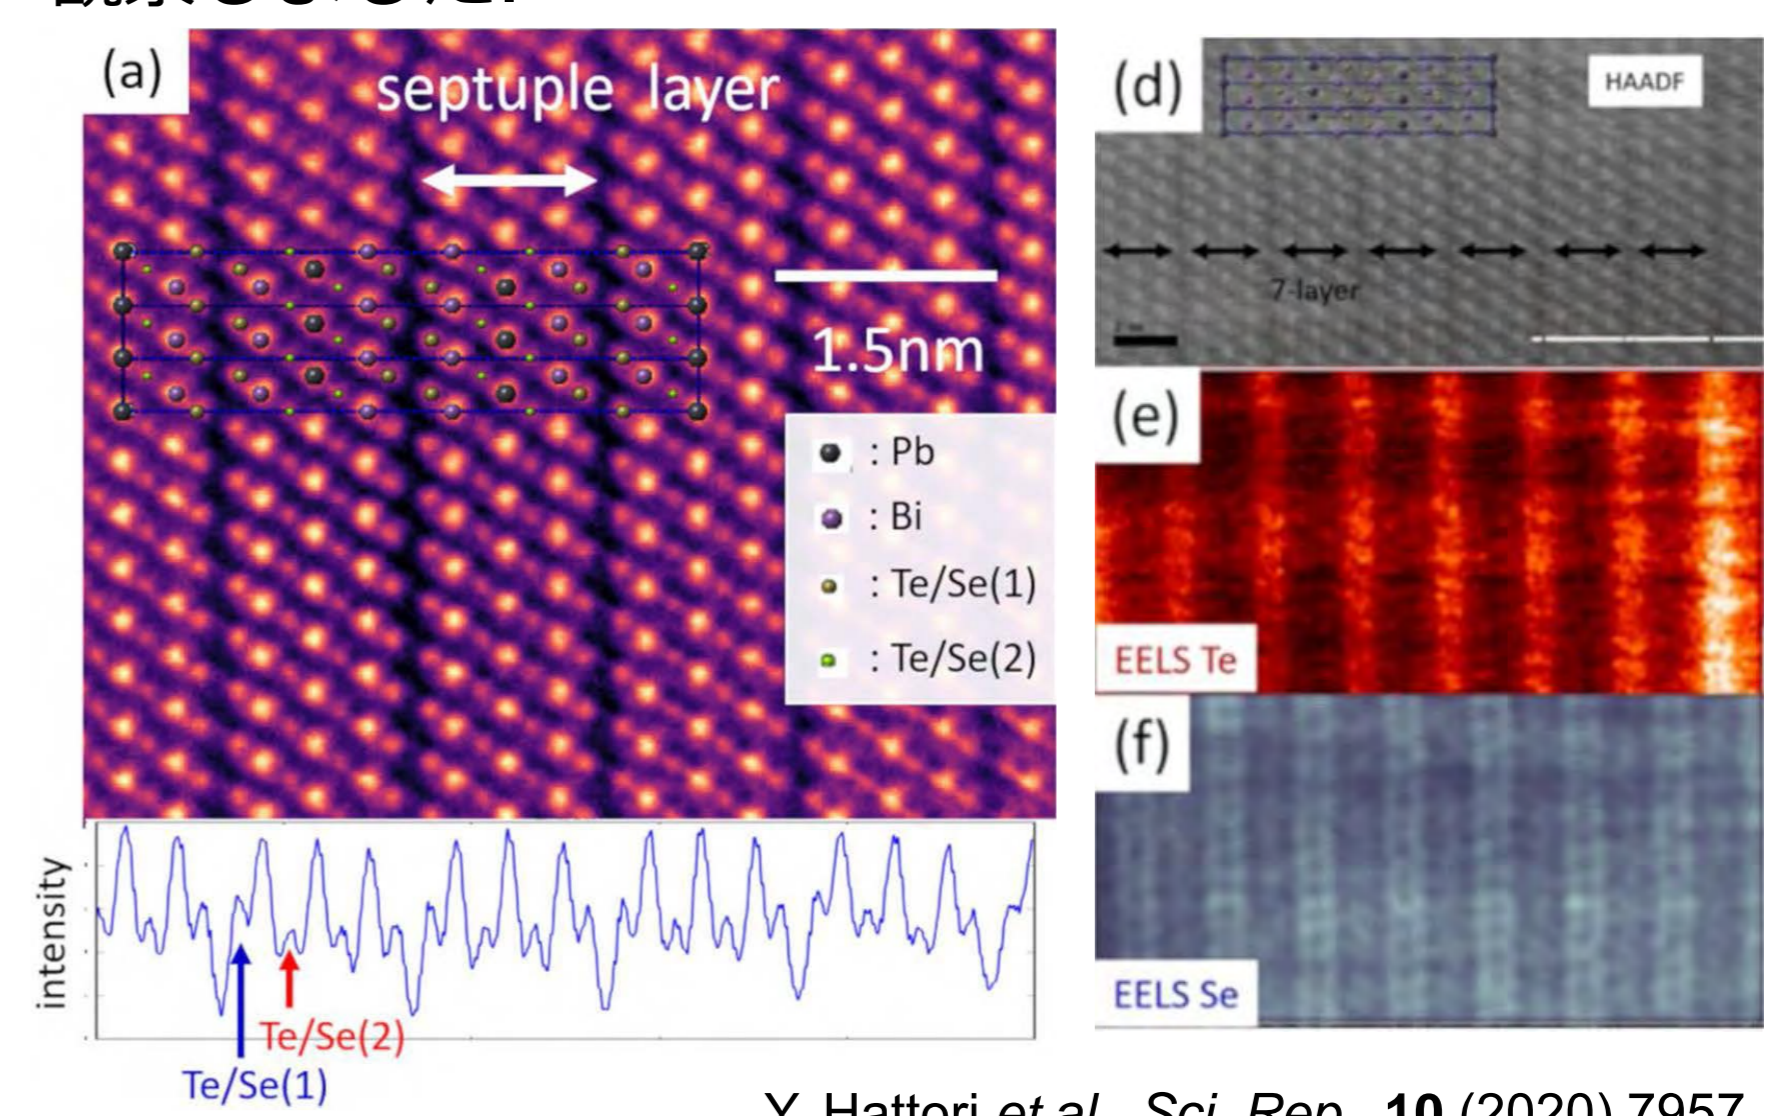 (a)
septuple layer
1.5nm
: Pb
: Bi
: Te/Se(1)
: Te/Se(2)
intensity
Te/Se(2)
Te/Se(1)
(d)
HAADF
7-layer
(e)
EELS Te
(f)
EELS Se
Y. Hattori et al., Sci. Rep., 10 (2020) 7957.